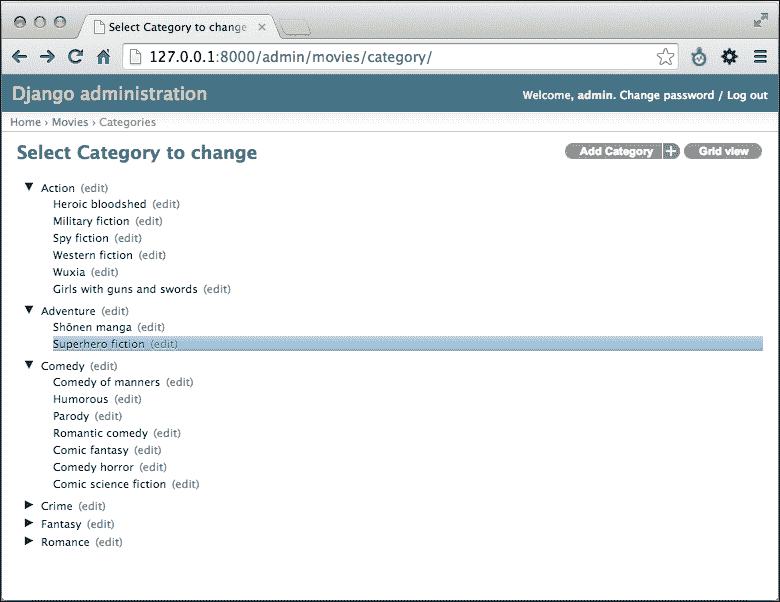 Select Category to change
127.0.0.1:8000/admin/movies/category/
Django administration
Welcome, admin. Change password / Log out
Home › Movies › Categories
Select Category to change
Add Category +
Grid view
Action (edit)
Heroic bloodshed (edit)
Military fiction (edit)
Spy fiction (edit)
Western fiction (edit)
Wuxia (edit)
Girls with guns and swords (edit)
Adventure (edit)
Shōnen manga (edit)
Superhero fiction (edit)
Comedy (edit)
Comedy of manners (edit)
Humorous (edit)
Parody (edit)
Romantic comedy (edit)
Comic fantasy (edit)
Comedy horror (edit)
Comic science fiction (edit)
Crime (edit)
Fantasy (edit)
Romance (edit)